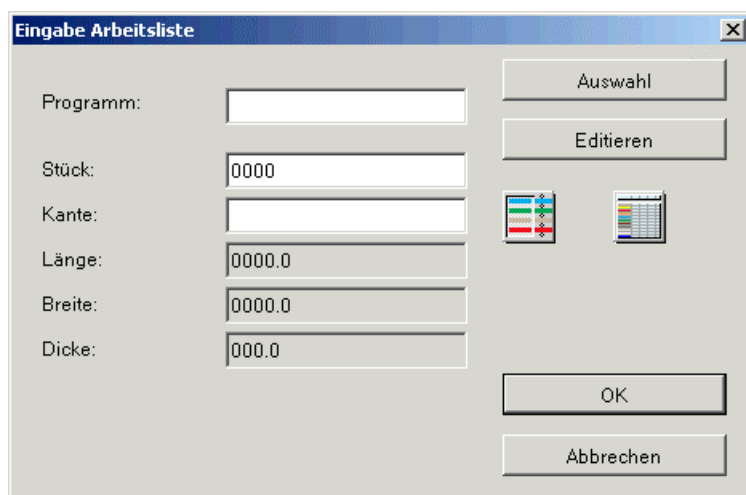 Eingabe Arbeitsliste
Programm:
Auswahl
Editieren
Stück: 0000
Kante:
Länge: 0000.0
Breite: 0000.0
Dicke: 000.0
OK
Abbrechen